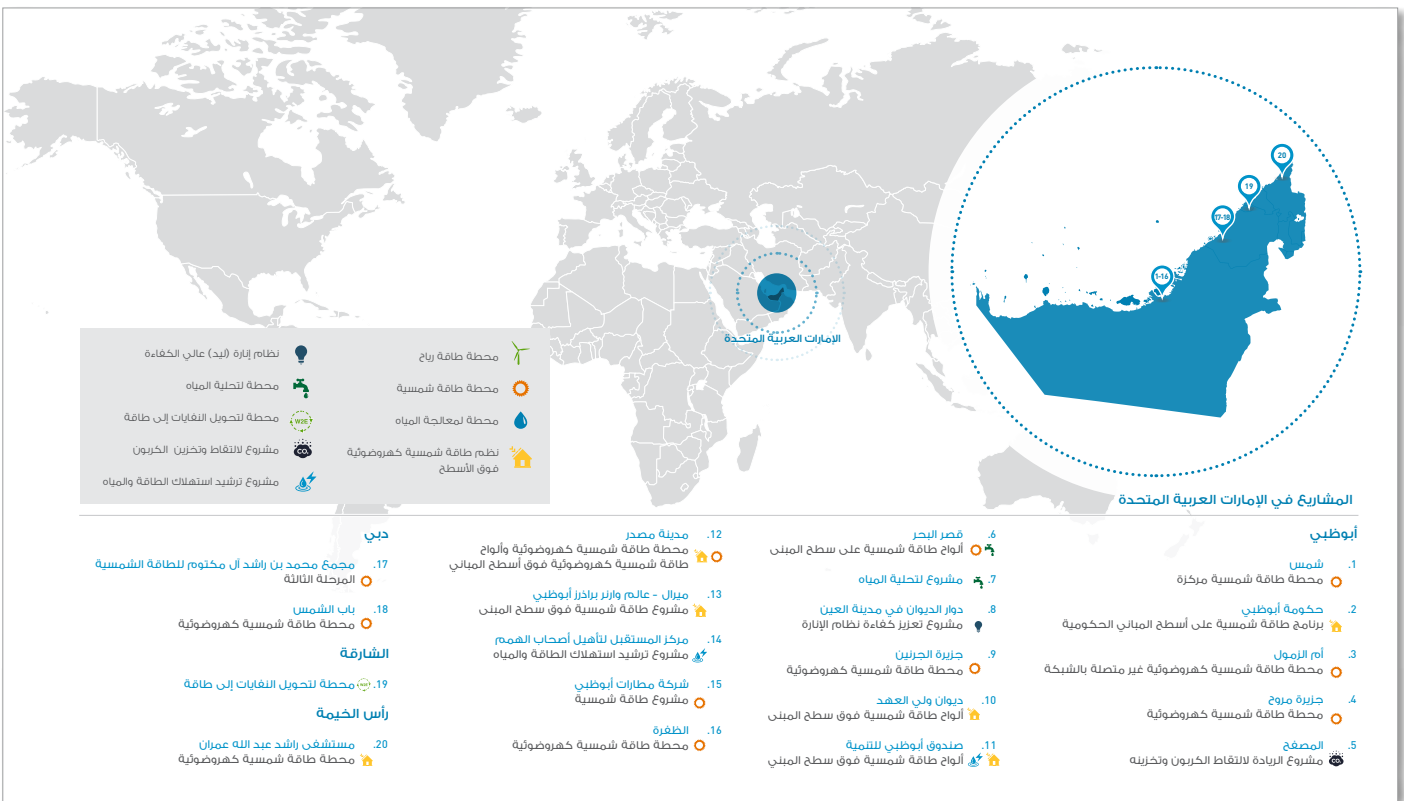 20
19
17-18
1-16
الإمارات العربية المتحدة
محطة طاقة رياح
محطة طاقة شمسية
محطة لمعالجة المياه
نظم طاقة شمسية كهروضوئية
فوق الأسطح
نظام إنارة (ليد) عالي الكفاءة
محطة لتحلية المياه
محطة لتحويل النفايات إلى طاقة
W2E
مشروع لالتقاط وتخزين الكربون
CO₂
مشروع ترشيد استهلاك الطاقة والمياه
المشاريع في الإمارات العربية المتحدة
أبوظبي
1. شمس
محطة طاقة شمسية مركزة
2. حكومة أبوظبي
برنامج طاقة شمسية على أسطح المباني الحكومية
3. أم الزمول
محطة طاقة شمسية كهروضوئية غير متصلة بالشبكة
4. جزيرة مروح
محطة طاقة شمسية كهروضوئية
5. المصفح
مشروع الريادة لالتقاط الكربون وتخزينه
CO₂
6. قصر البحر
ألواح طاقة شمسية على سطح المبنى
7. مشروع لتحلية المياه
8. دوار الديوان في مدينة العين
مشروع تعزيز كفاءة نظام الإنارة
9. جزيرة الجرنين
محطة طاقة شمسية كهروضوئية
10. ديوان ولي العهد
ألواح طاقة شمسية فوق سطح المبنى
11. صندوق أبوظبي للتنمية
ألواح طاقة شمسية فوق سطح المبني
12. مدينة مصدر
محطة طاقة شمسية كهروضوئية وألواح
طاقة شمسية كهروضوئية فوق أسطح المباني
13. ميرال - عالم وارنر براذرز أبوظبي
مشروع طاقة شمسية فوق سطح المبنى
14. مركز المستقبل لتأهيل أصحاب الهمم
مشروع ترشيد استهلاك الطاقة والمياه
15. شركة مطارات أبوظبي
مشروع طاقة شمسية
16. الظفرة
محطة طاقة شمسية كهروضوئية
دبي
17. مجمع محمد بن راشد آل مكتوم للطاقة الشمسية
المرحلة الثالثة
18. باب الشمس
محطة طاقة شمسية كهروضوئية
الشارقة
19. محطة لتحويل النفايات إلى طاقة
رأس الخيمة
20. مستشفى راشد عبد الله عمران
محطة طاقة شمسية كهروضوئية